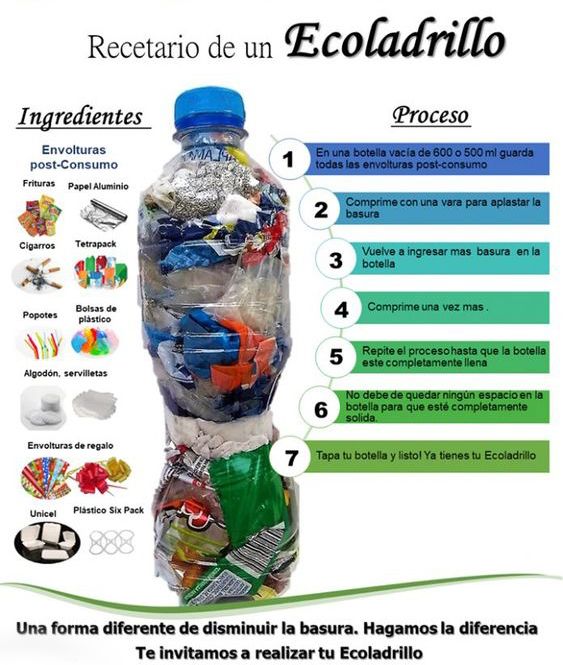 Recetario de un Ecoladrillo
Ingredientes
Envolturas
post-Consumo
Frituras
Papel Aluminio
Cigarros
Tetrapack
Popotes
Bolsas de
plástico
Algodón, servilletas
Envolturas de regalo
Unicel
Plástico Six Pack
Proceso
1
En una botella vacía de 600 o 500 ml guarda
todas las envolturas post-consumo
2
Comprime con una vara para aplastar la
basura
3
Vuelve a ingresar mas basura en la
botella
4
Comprime una vez mas .
5
Repite el proceso hasta que la botella
este completamente llena
6
No debe de quedar ningún espacio en la
botella para que esté completamente
solida.
7
Tapa tu botella y listo! Ya tienes tu Ecoladrillo
Una forma diferente de disminuir la basura. Hagamos la diferencia
Te invitamos a realizar tu Ecoladrillo